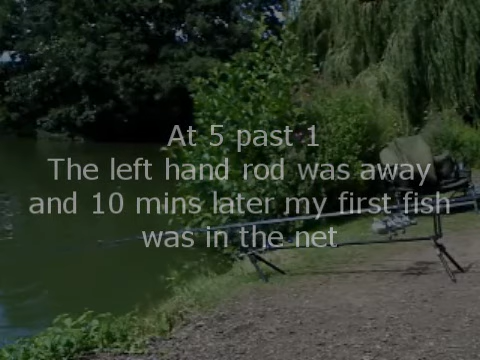 At 5 past 1
The left hand rod was away
and 10 mins later my first fish
was in the net